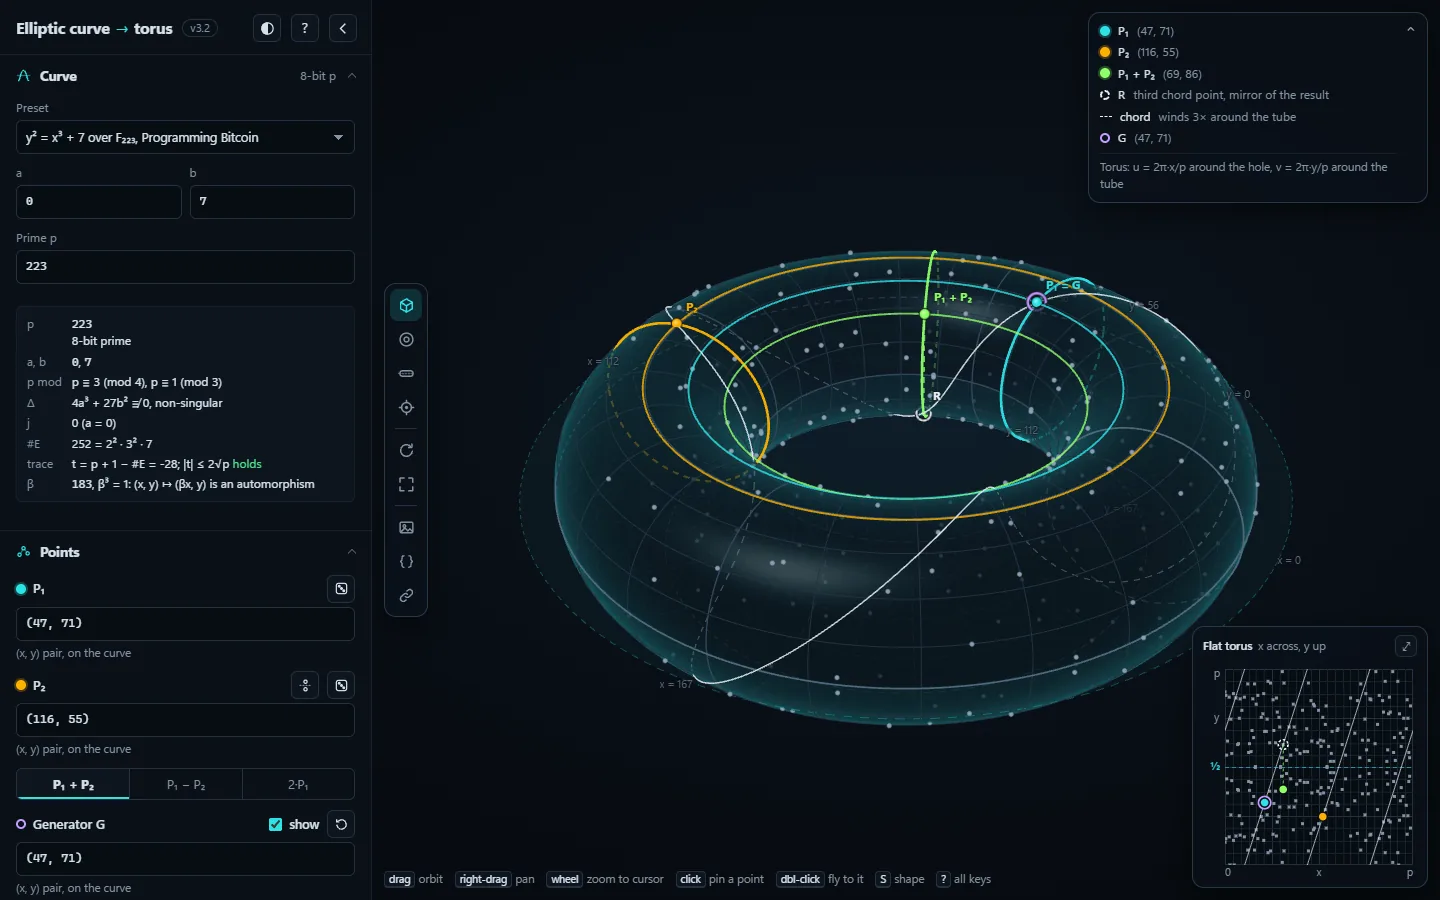 Elliptic curve → torus v3.2
?
Curve 8-bit p
Preset
y² = x³ + 7 over F₂₂₃, Programming Bitcoin
a b
0 7
Prime p
223
p 223
8-bit prime
a, b 0, 7
p mod p ≡ 3 (mod 4), p ≡ 1 (mod 3)
Δ 4a³ + 27b² ≢ 0, non-singular
j 0 (a = 0)
#E 252 = 2² · 3² · 7
trace t = p + 1 − #E = -28; |t| ≤ 2√p holds
β 183, β³ = 1: (x, y) ↦ (βx, y) is an automorphism
Points
P₁
(47, 71)
(x, y) pair, on the curve
P₂
(116, 55)
(x, y) pair, on the curve
P₁ + P₂ P₁ − P₂ 2·P₁
Generator G show
(47, 71)
(x, y) pair, on the curve
P₁ (47, 71)
P₂ (116, 55)
P₁ + P₂ (69, 86)
R third chord point, mirror of the result
chord winds 3× around the tube
G (47, 71)
Torus: u = 2π·x/p around the hole, v = 2π·y/p around the
tube
P₁ = G
P₁ + P₂
P₂
y = 56
x = 112
y = 0
R
y = 112
y = 167
x = 0
x = 167
Flat torus x across, y up
p
y
½
0 x p
drag orbit right-drag pan wheel zoom to cursor click pin a point dbl-click fly to it S shape ? all keys